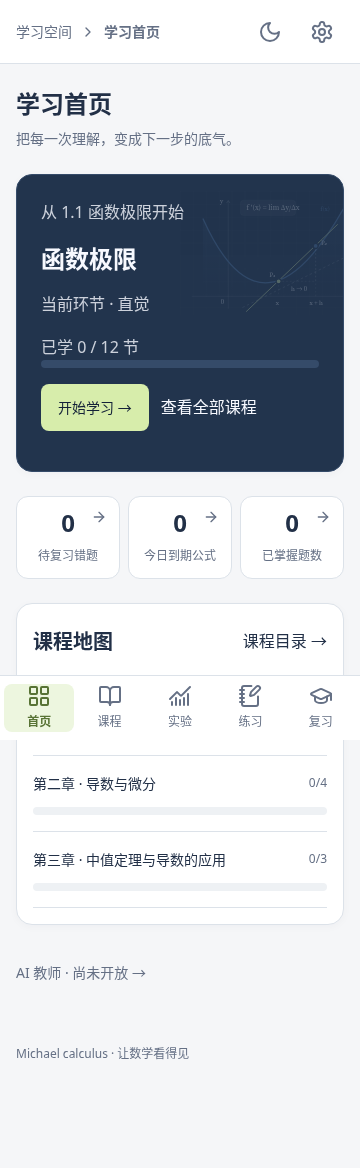 学习空间 > 学习首页
学习首页
把每一次理解，变成下一步的底气。
从 1.1 函数极限开始
函数极限
当前环节 · 直觉
已学 0 / 12 节
开始学习 →
查看全部课程
0 →
待复习错题
0 →
今日到期公式
0 →
已掌握题数
课程地图
课程目录 →
首页
课程
实验
练习
复习
第二章 · 导数与微分
0/4
第三章 · 中值定理与导数的应用
0/3
AI 教师 · 尚未开放 →
Michael calculus · 让数学看得见